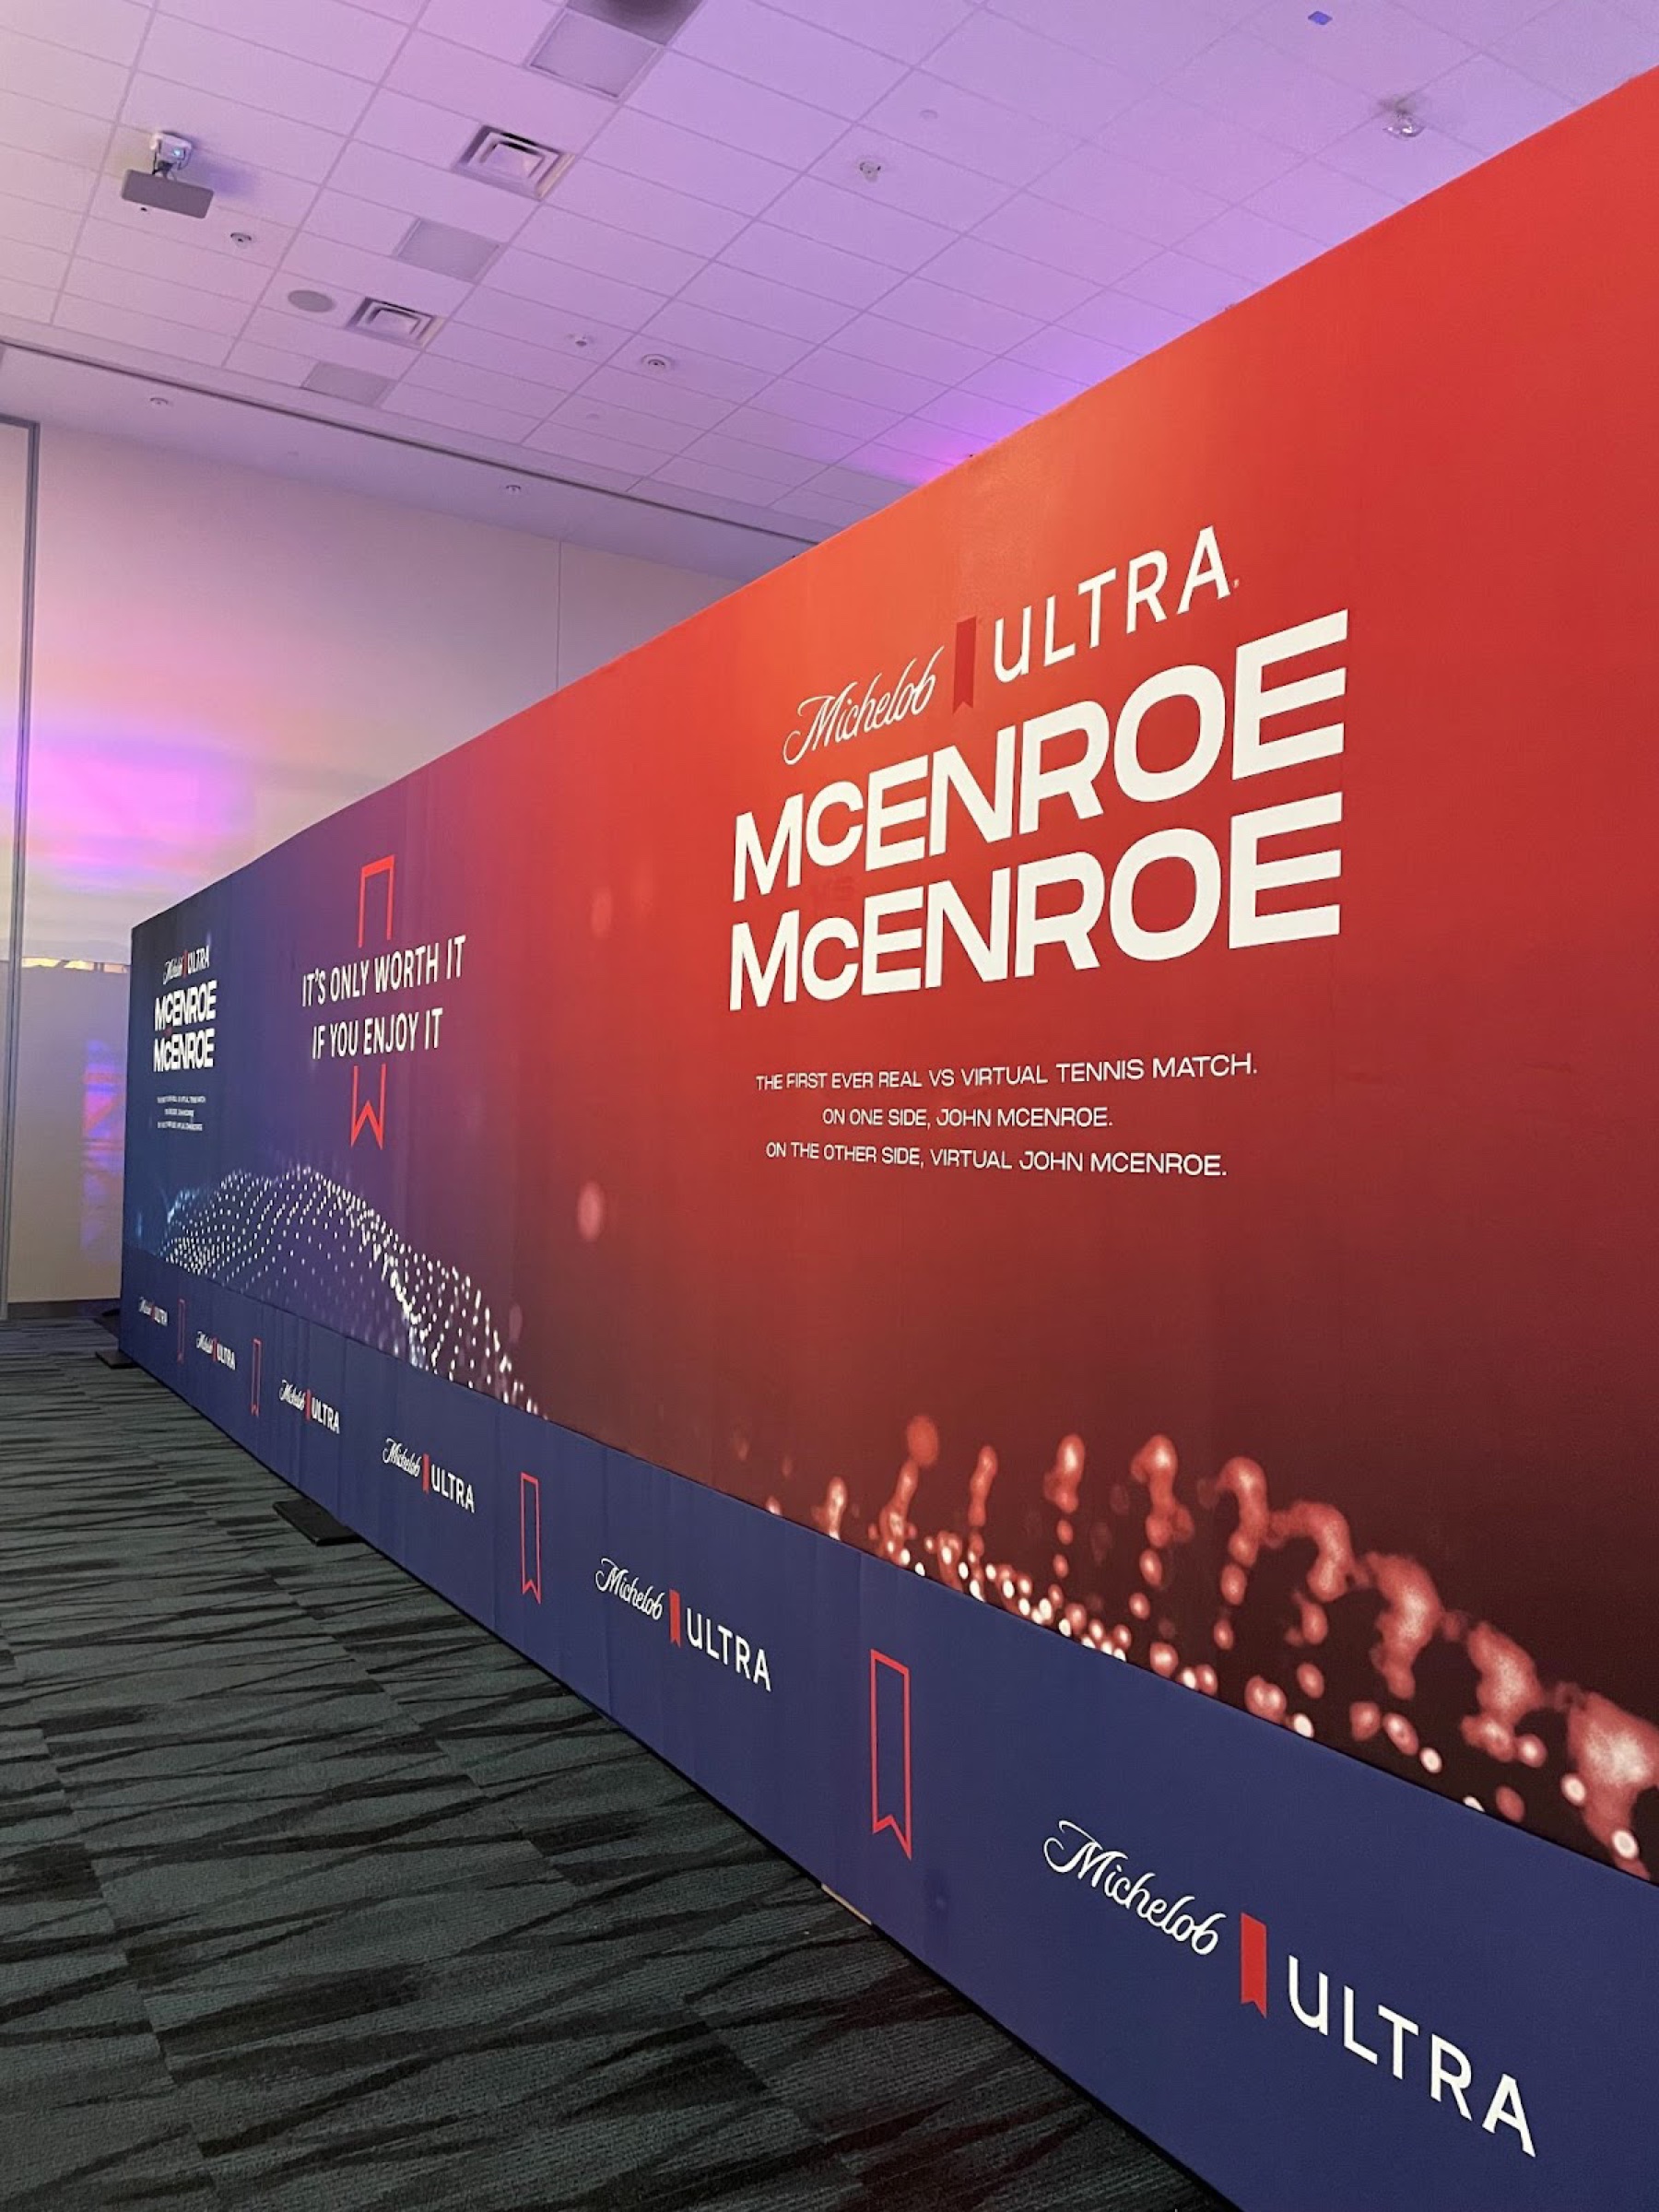 Michelob ULTRA
MCENROE
VS
MCENROE
Michelob ULTRA
MCENROE
MCENROE
IT'S ONLY WORTH IT
IF YOU ENJOY IT
THE FIRST EVER REAL VS VIRTUAL TENNIS MATCH.
ON ONE SIDE, JOHN MCENROE.
ON THE OTHER SIDE, VIRTUAL JOHN MCENROE.
Michelob ULTRA
Michelob ULTRA
Michelob ULTRA
Michelob ULTRA
Michelob ULTRA
Michelob ULTRA